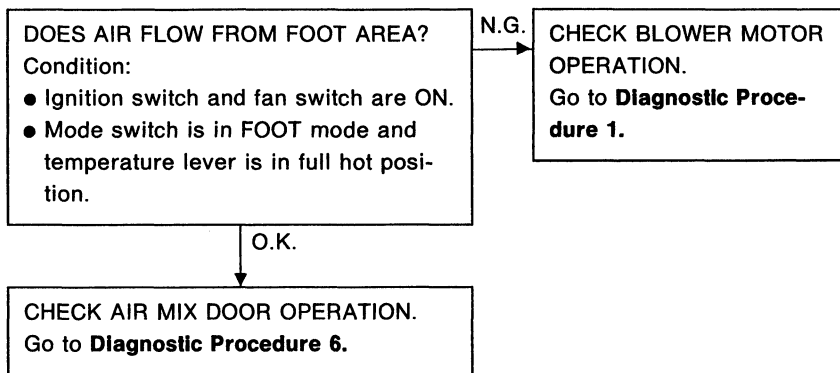 DOES AIR FLOW FROM FOOT AREA?
Condition:
● Ignition switch and fan switch are ON.
● Mode switch is in FOOT mode and
temperature lever is in full hot posi-
tion.
N.G.
CHECK BLOWER MOTOR
OPERATION.
Go to Diagnostic Proce-
dure 1.
O.K.
CHECK AIR MIX DOOR OPERATION.
Go to Diagnostic Procedure 6.